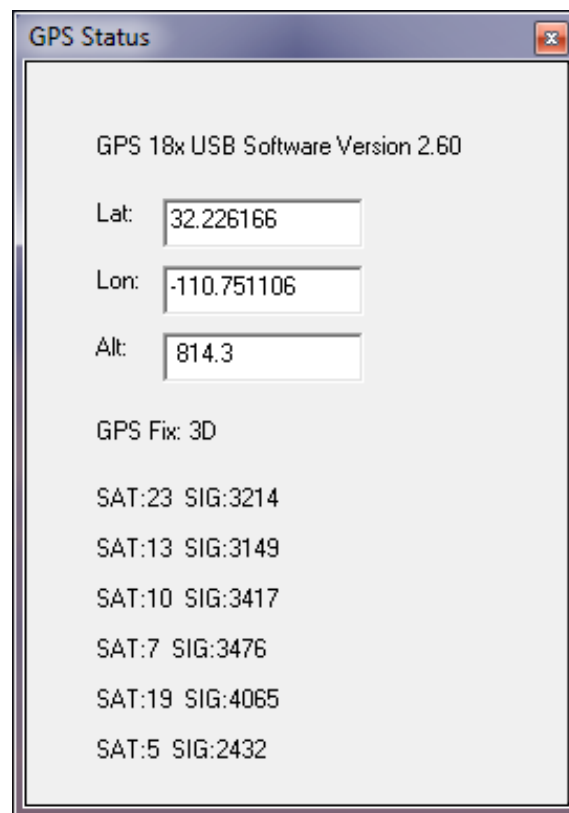 GPS Status
GPS 18x USB Software Version 2.60
Lat: 32.226166
Lon: -110.751106
Alt: 814.3
GPS Fix: 3D
SAT:23 SIG:3214
SAT:13 SIG:3149
SAT:10 SIG:3417
SAT:7 SIG:3476
SAT:19 SIG:4065
SAT:5 SIG:2432